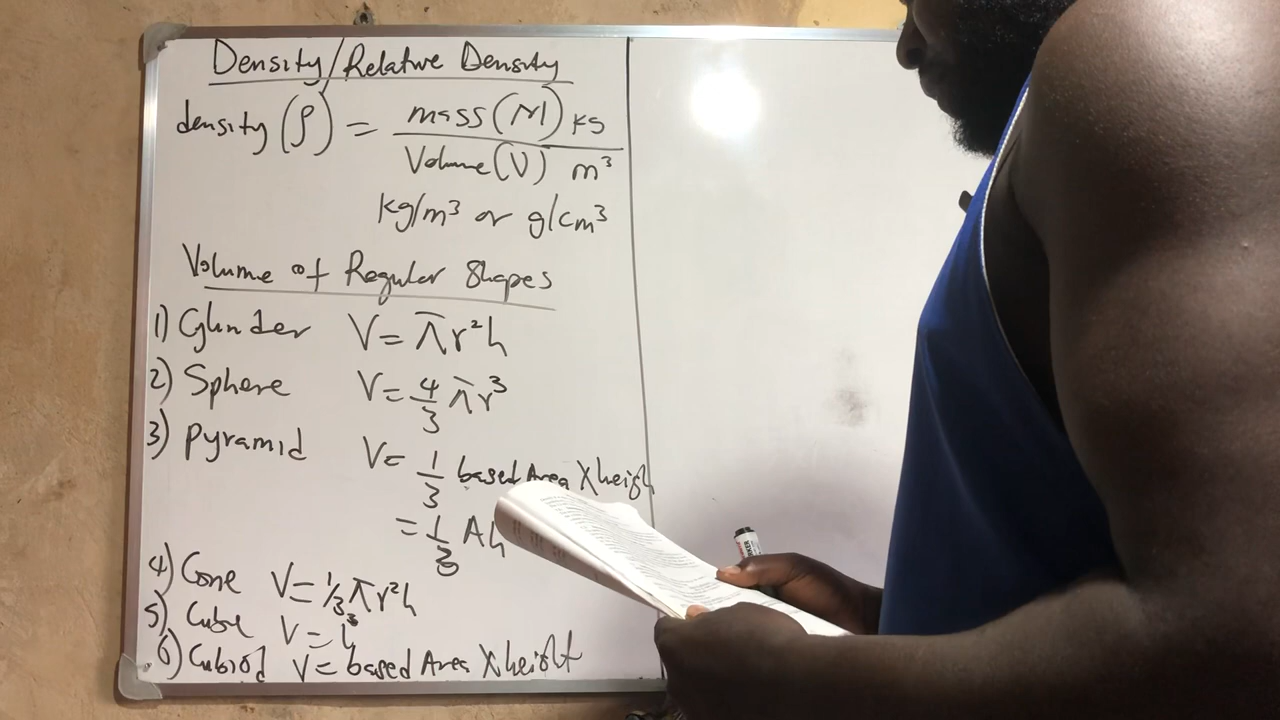 Density/Relative Density
density (ρ) = mass (M) kg
Volume (V) m³
kg/m³ or g/cm³
Volume of Regular Shapes
1) Cylinder V = πr²h
2) Sphere V = 4/3 πr³
3) Pyramid V = 1/3 based Area X heigh
= 1/3 Ah
4) Cone V = 1/3 πr²h
5) Cube V = L³
6) Cuboid V = based Area X height